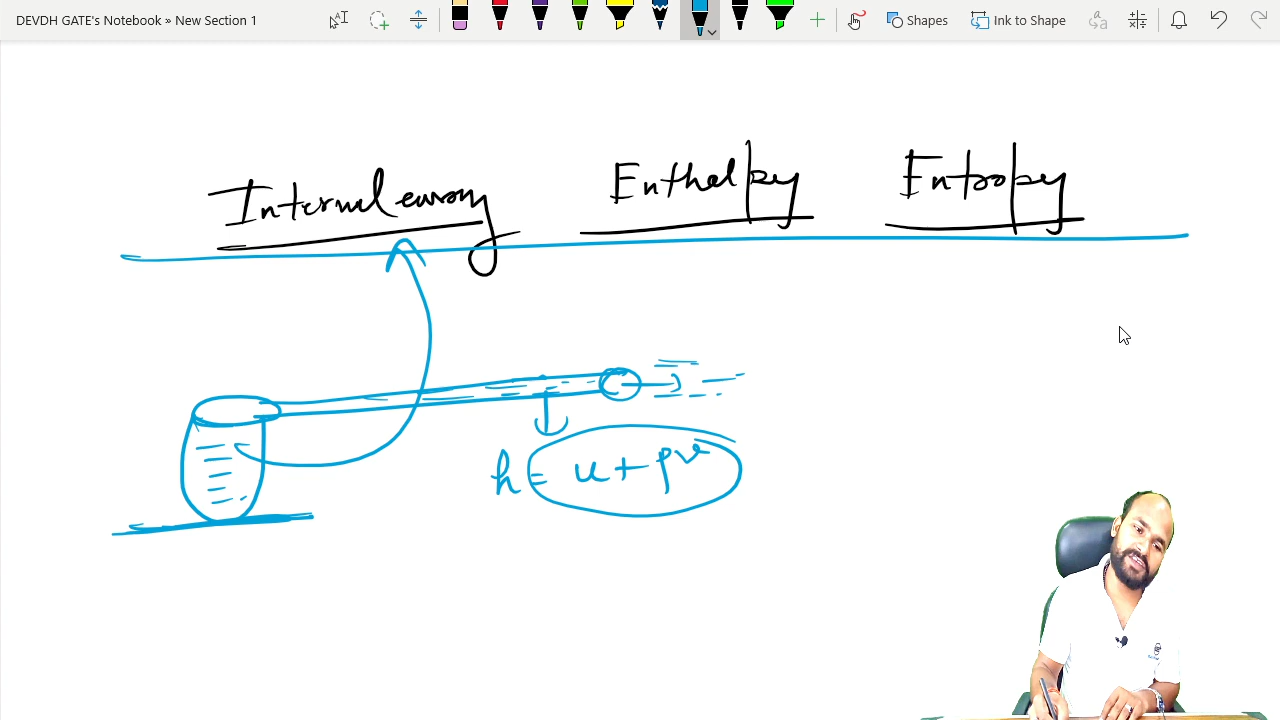 DEVDH GATE's Notebook » New Section 1
Shapes
Ink to Shape
Internal energy Enthalpy Entropy
h = u + pv